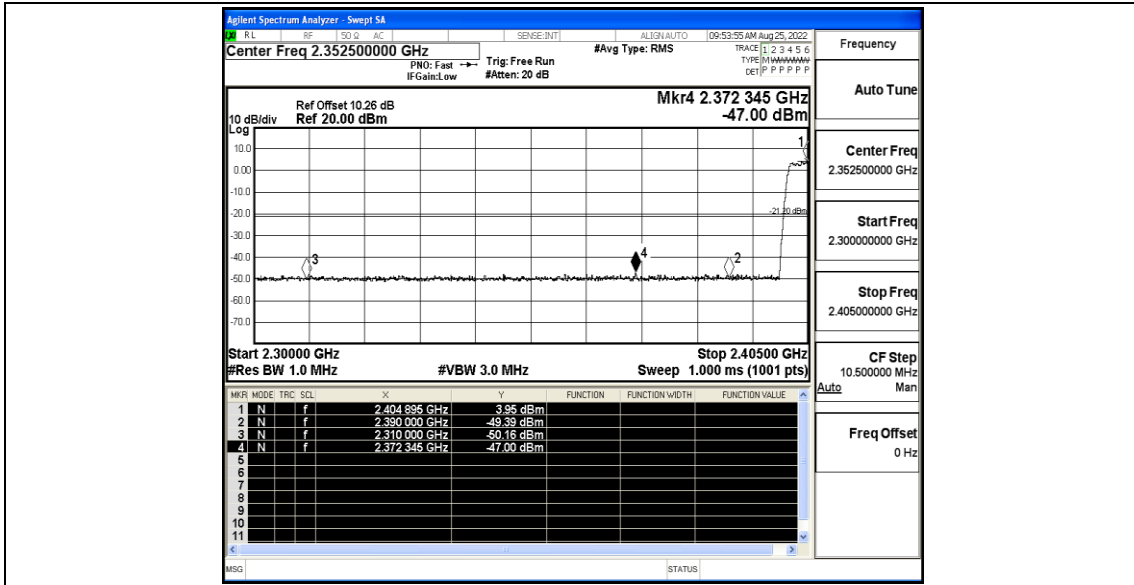 Agilent Spectrum Analyzer - Swept SA
LXI RL RF 50 Ω AC SENSE:INT ALIGNAUTO 09:53:55 AM Aug 25, 2022
Center Freq 2.352500000 GHz #Avg Type: RMS TRACE 1 2 3 4 5 6
PNO: Fast Trig: Free Run TYPE MWWWWW
IFGain:Low #Atten: 20 dB DET P P P P P P
Ref Offset 10.26 dB Mkr4 2.372 345 GHz
10 dB/div Ref 20.00 dBm -47.00 dBm
Log
10.0
0.00
-10.0
-20.0
-30.0
-40.0
-50.0
-60.0
-70.0
1
-21.20 dBm
3
4
2
Start 2.30000 GHz Stop 2.40500 GHz
#Res BW 1.0 MHz #VBW 3.0 MHz Sweep 1.000 ms (1001 pts)
MKR MODE TRC SCL X Y FUNCTION FUNCTION WIDTH FUNCTION VALUE
1 N f 2.404 895 GHz 3.95 dBm
2 N f 2.390 000 GHz -49.39 dBm
3 N f 2.310 000 GHz -50.16 dBm
4 N f 2.372 345 GHz -47.00 dBm
5
6
7
8
9
10
11
MSG STATUS
Frequency
Auto Tune
Center Freq
2.352500000 GHz
Start Freq
2.300000000 GHz
Stop Freq
2.405000000 GHz
CF Step
10.500000 MHz
Auto Man
Freq Offset
0 Hz